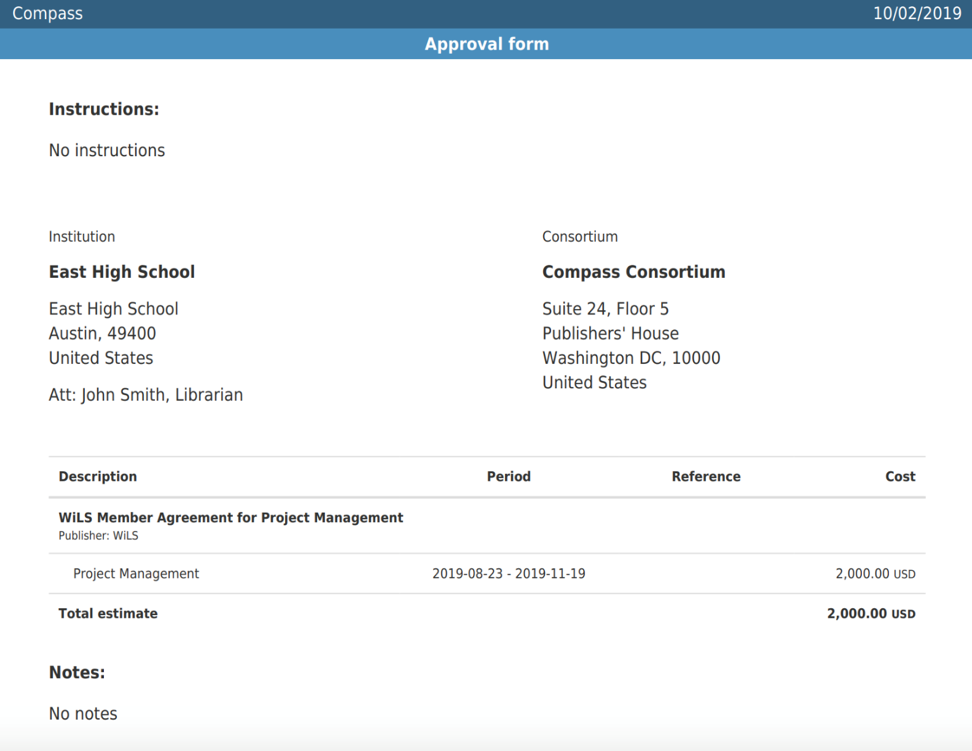 Compass 10/02/2019
Approval form
Instructions:
No instructions
Institution
East High School
East High School
Austin, 49400
United States
Att: John Smith, Librarian
Consortium
Compass Consortium
Suite 24, Floor 5
Publishers' House
Washington DC, 10000
United States
Description Period Reference Cost
WiLS Member Agreement for Project Management
Publisher: WiLS
Project Management 2019-08-23 - 2019-11-19 2,000.00 USD
Total estimate 2,000.00 USD
Notes:
No notes